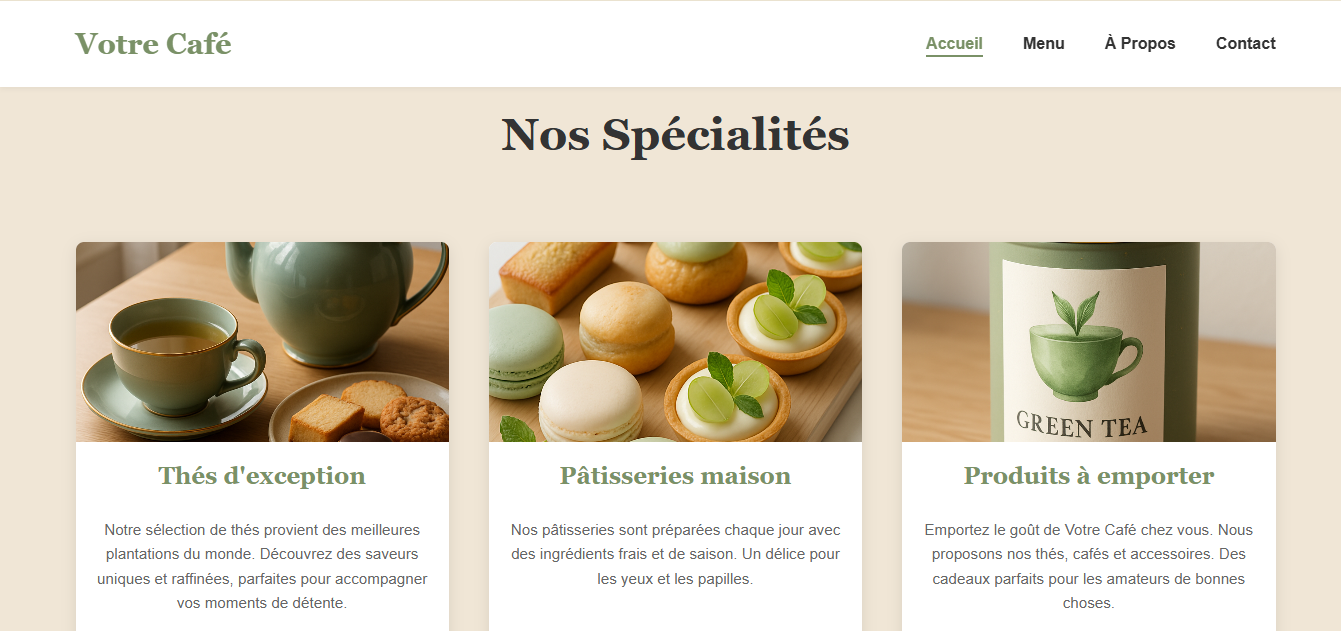 Votre Café
Accueil
Menu
À Propos
Contact
Nos Spécialités
GREEN TEA
Thés d'exception
Notre sélection de thés provient des meilleures
plantations du monde. Découvrez des saveurs
uniques et raffinées, parfaites pour accompagner
vos moments de détente.
Pâtisseries maison
Nos pâtisseries sont préparées chaque jour avec
des ingrédients frais et de saison. Un délice pour
les yeux et les papilles.
Produits à emporter
Emportez le goût de Votre Café chez vous. Nous
proposons nos thés, cafés et accessoires. Des
cadeaux parfaits pour les amateurs de bonnes
choses.